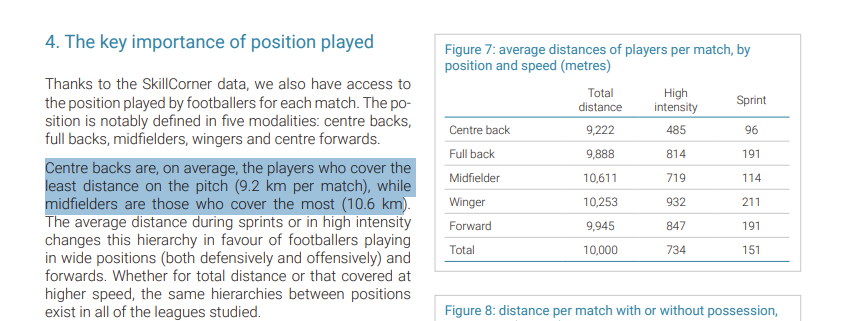 4. The key importance of position played
Thanks to the SkillCorner data, we also have access to
the position played by footballers for each match. The po-
sition is notably defined in five modalities: centre backs,
full backs, midfielders, wingers and centre forwards.
Centre backs are, on average, the players who cover the
least distance on the pitch (9.2 km per match), while
midfielders are those who cover the most (10.6 km).
The average distance during sprints or in high intensity
changes this hierarchy in favour of footballers playing
in wide positions (both defensively and offensively) and
forwards. Whether for total distance or that covered at
higher speed, the same hierarchies between positions
exist in all of the leagues studied.
Figure 7: average distances of players per match, by
position and speed (metres)
Total distance High intensity Sprint
Centre back 9,222 485 96
Full back 9,888 814 191
Midfielder 10,611 719 114
Winger 10,253 932 211
Forward 9,945 847 191
Total 10,000 734 151
Figure 8: distance per match with or without possession,